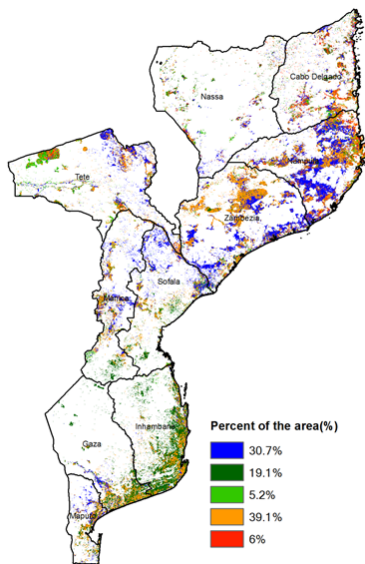 Cabo Delgado
Nassa
Nampula
Tete
Zambezia
Sofala
Manica
Inhambane
Gaza
Maputo
Percent of the area(%)
30.7%
19.1%
5.2%
39.1%
6%